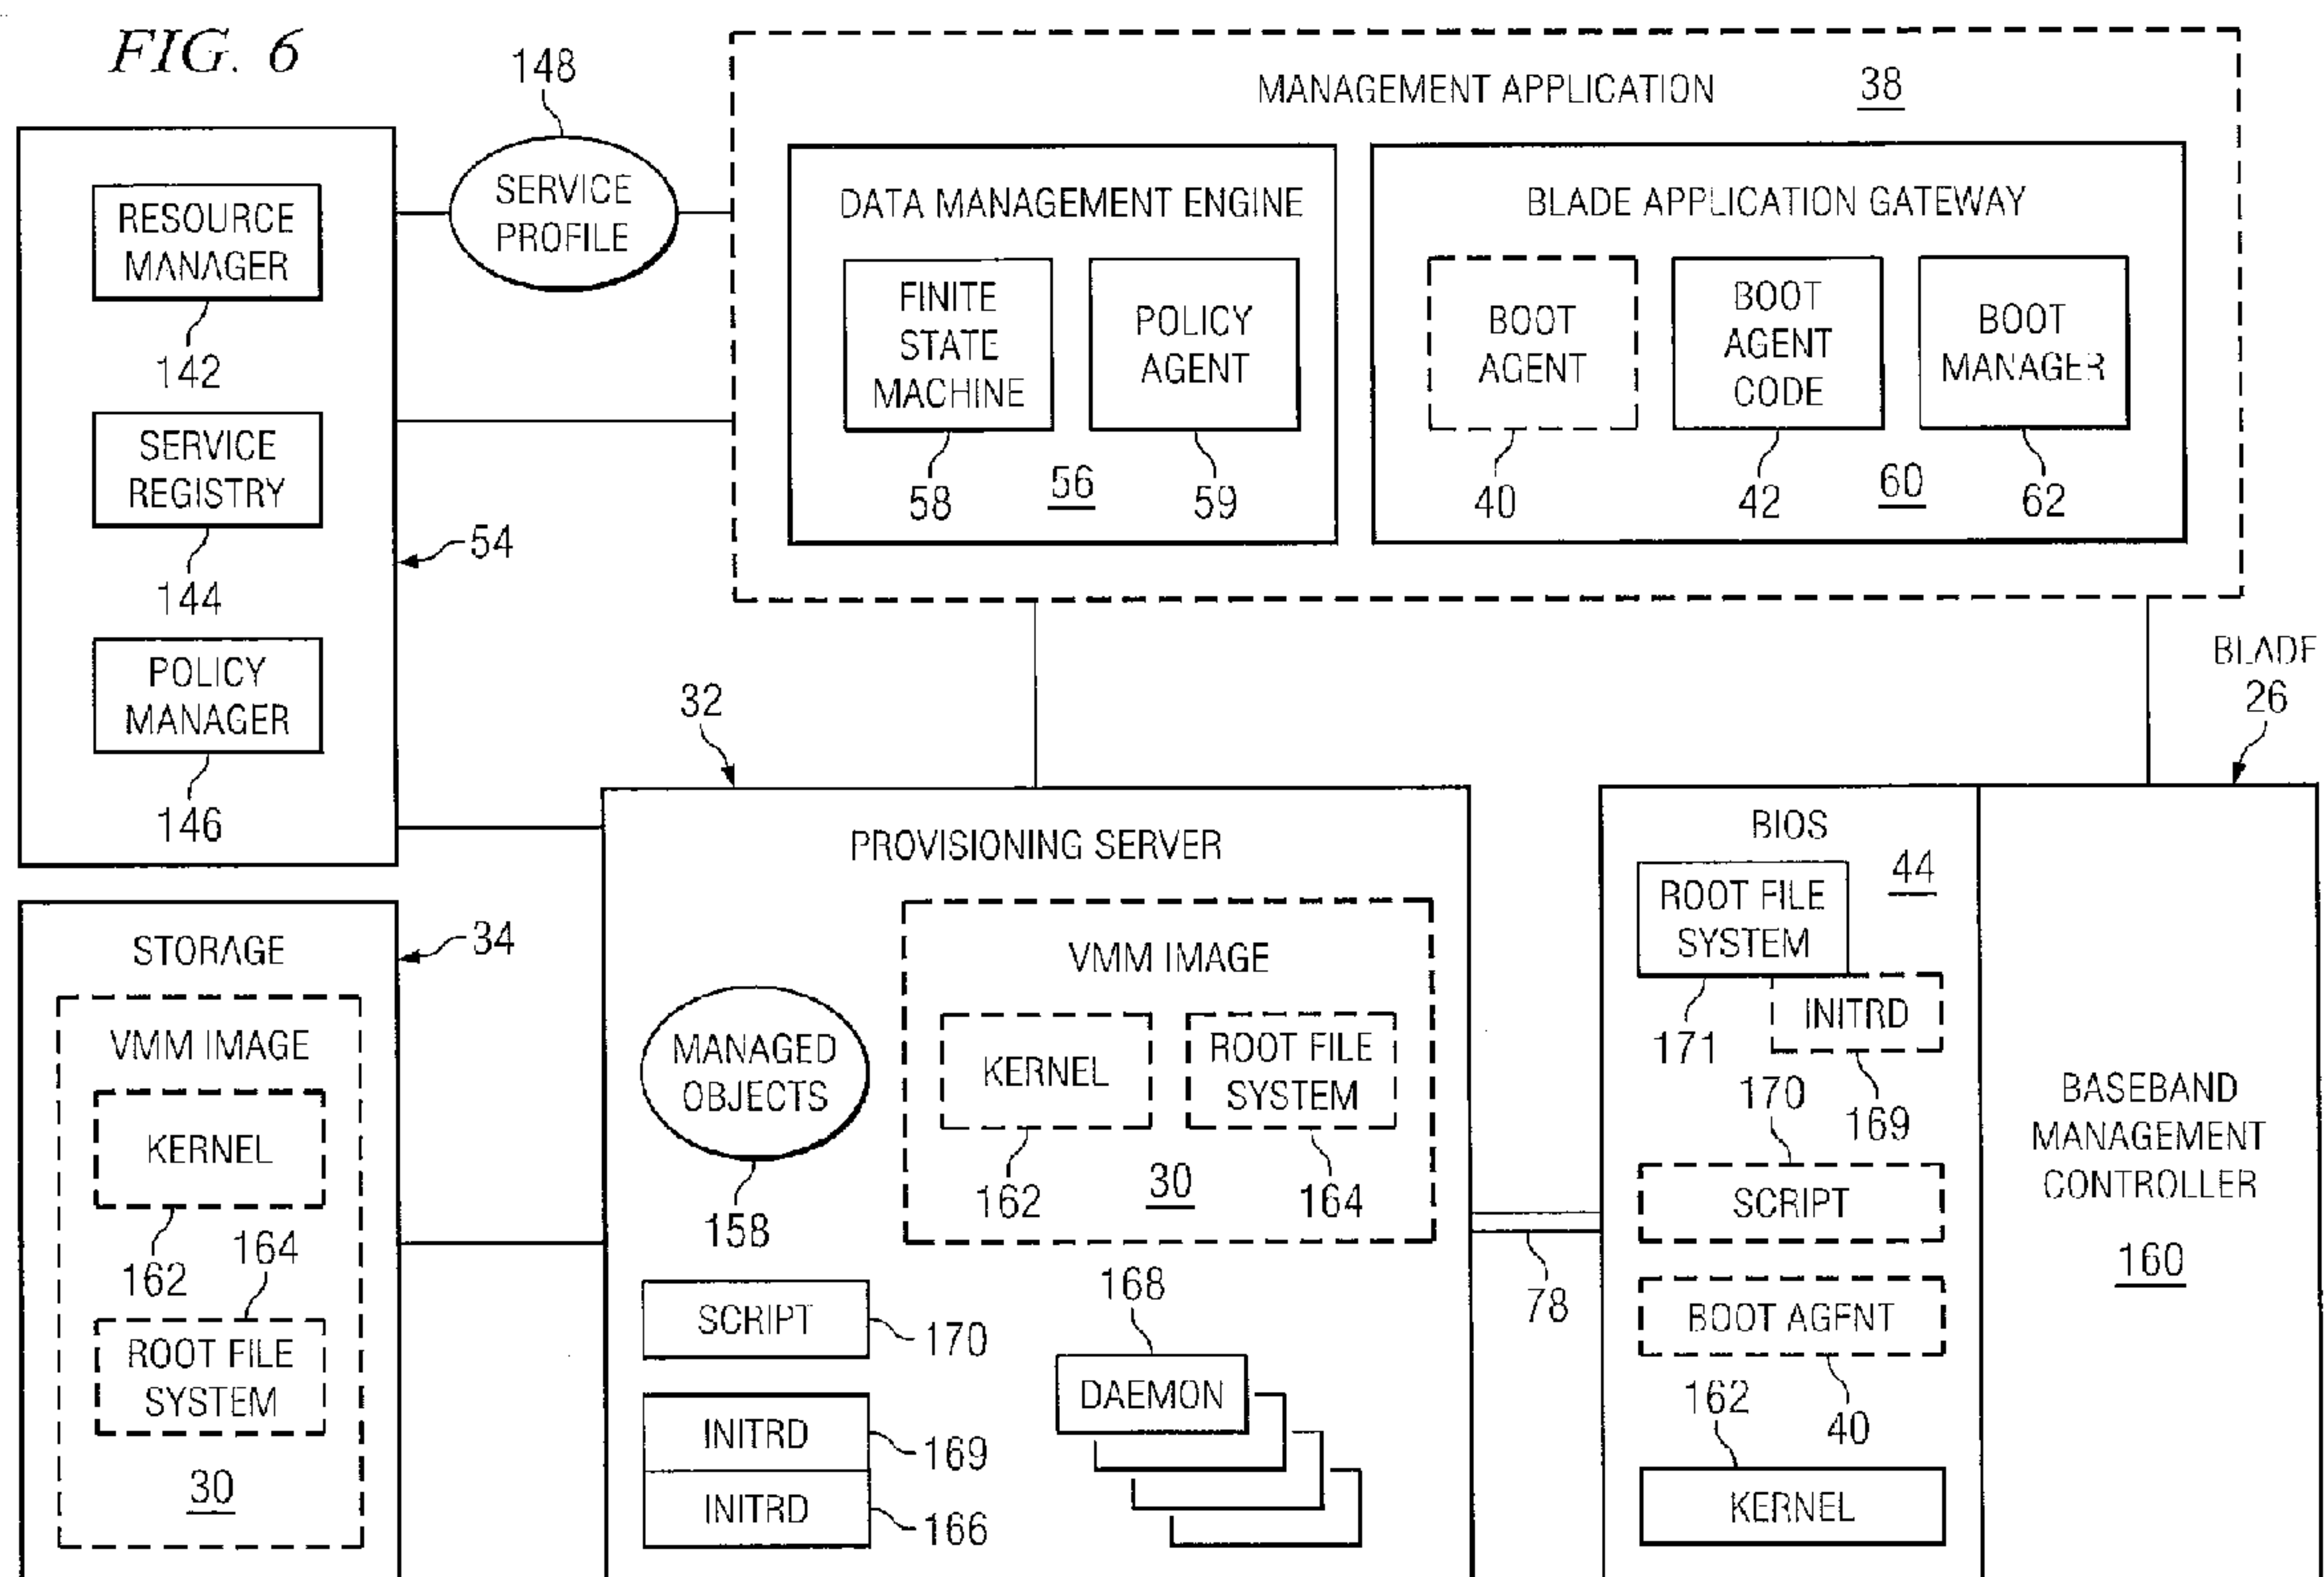 FIG. 6
148
MANAGEMENT APPLICATION 38
SERVICE
PROFILE
RESOURCE
MANAGER
142
SERVICE
REGISTRY
144
POLICY
MANAGER
146
54
DATA MANAGEMENT ENGINE
FINITE
STATE
MACHINE
58
56
POLICY
AGENT
59
BLADE APPLICATION GATEWAY
BOOT
AGENT
40
BOOT
AGENT
CODE
42
60
BOOT
MANAGER
62
BLADE
26
32
STORAGE
34
VMM IMAGE
KERNEL
162
164
ROOT FILE
SYSTEM
30
PROVISIONING SERVER
MANAGED
OBJECTS
158
VMM IMAGE
KERNEL
162
30
ROOT FILE
SYSTEM
164
SCRIPT
170
INITRD
169
INITRD
166
168
DAEMON
78
BIOS
44
ROOT FILE
SYSTEM
171
INITRD
169
170
SCRIPT
BOOT AGENT
40
162
KERNEL
BASEBAND
MANAGEMENT
CONTROLLER
160